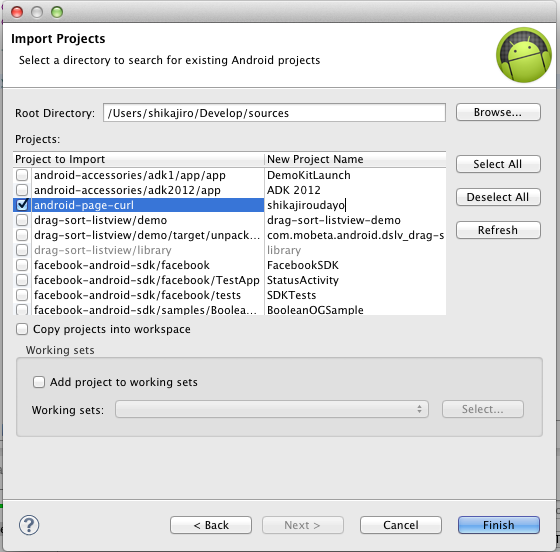 Import Projects
Select a directory to search for existing Android projects
Root Directory: /Users/shikajiro/Develop/sources Browse...
Projects:
Project to Import New Project Name
android-accessories/adk1/app/app DemoKitLaunch
android-accessories/adk2012/app ADK 2012
android-page-curl shikajiroudayo
drag-sort-listview/demo drag-sort-listview-demo
drag-sort-listview/demo/target/unpack... com.mobeta.android.dslv_drag-s
drag-sort-listview/library library
facebook-android-sdk/facebook FacebookSDK
facebook-android-sdk/facebook/TestApp StatusActivity
facebook-android-sdk/facebook/tests SDKTests
facebook-android-sdk/samples/Boolea... BooleanOGSample
Select All
Deselect All
Refresh
Copy projects into workspace
Working sets
Add project to working sets
Working sets: Select...
? < Back Next > Cancel Finish